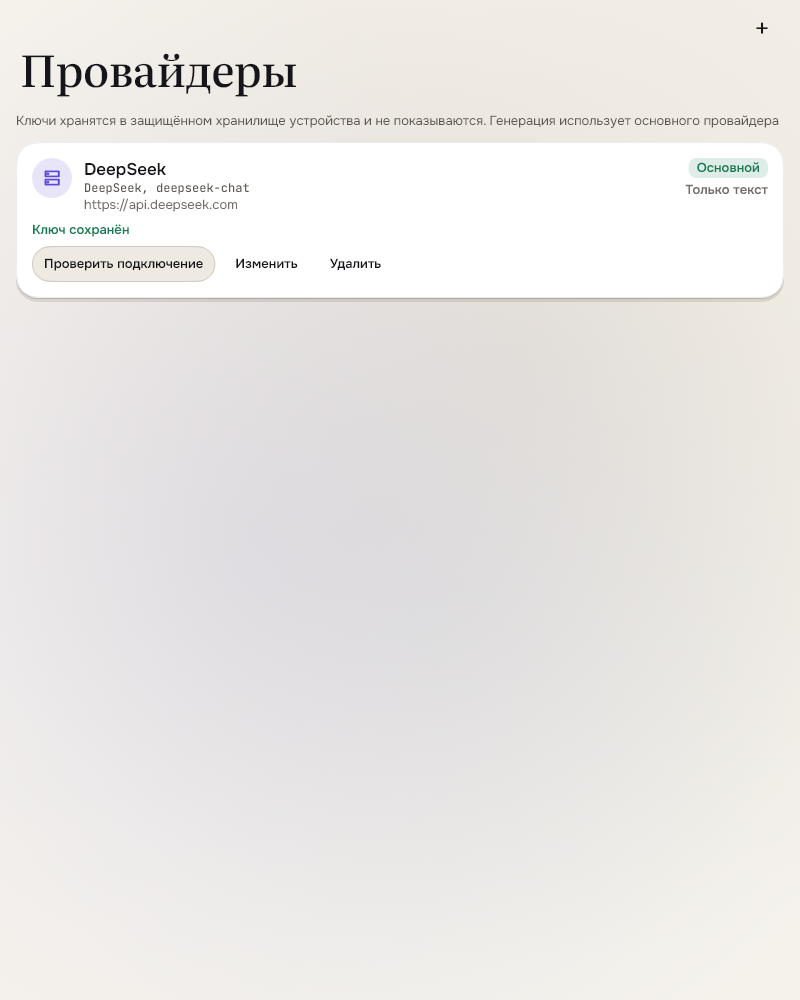 +
Провайдеры
Ключи хранятся в защищённом хранилище устройства и не показываются. Генерация использует основного провайдера
DeepSeek
Основной
DeepSeek, deepseek-chat
Только текст
https://api.deepseek.com
Ключ сохранён
Проверить подключение Изменить Удалить